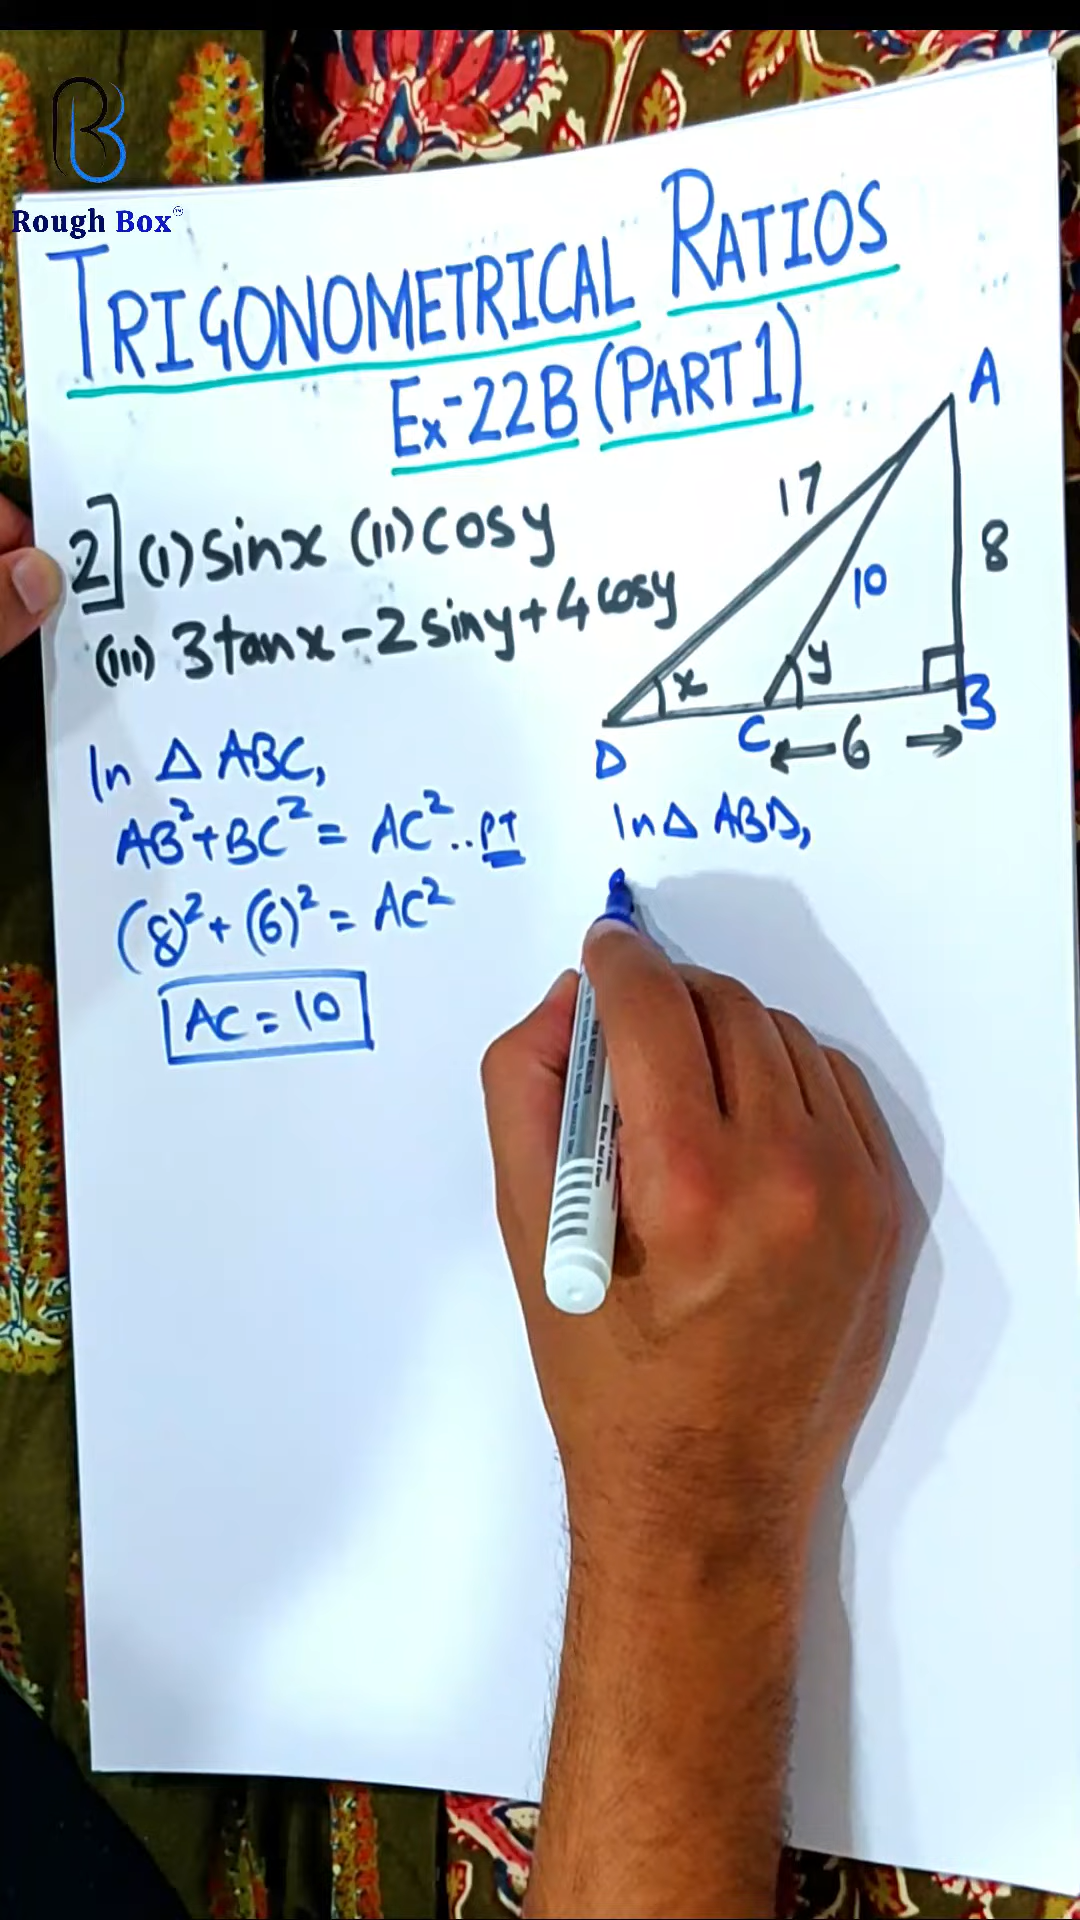 Rough Box™
TRIGONOMETRICAL RATIOS
Ex-22B (PART 1)
2] (i) sinx (ii) cosy
(iii) 3tanx-2siny+4cosy
A
17
8
10
x
y
D
C
B
6
In △ ABC,
AB²+BC² = AC² ..PT
(8)²+(6)² = AC²
AC = 10
In △ ABD,